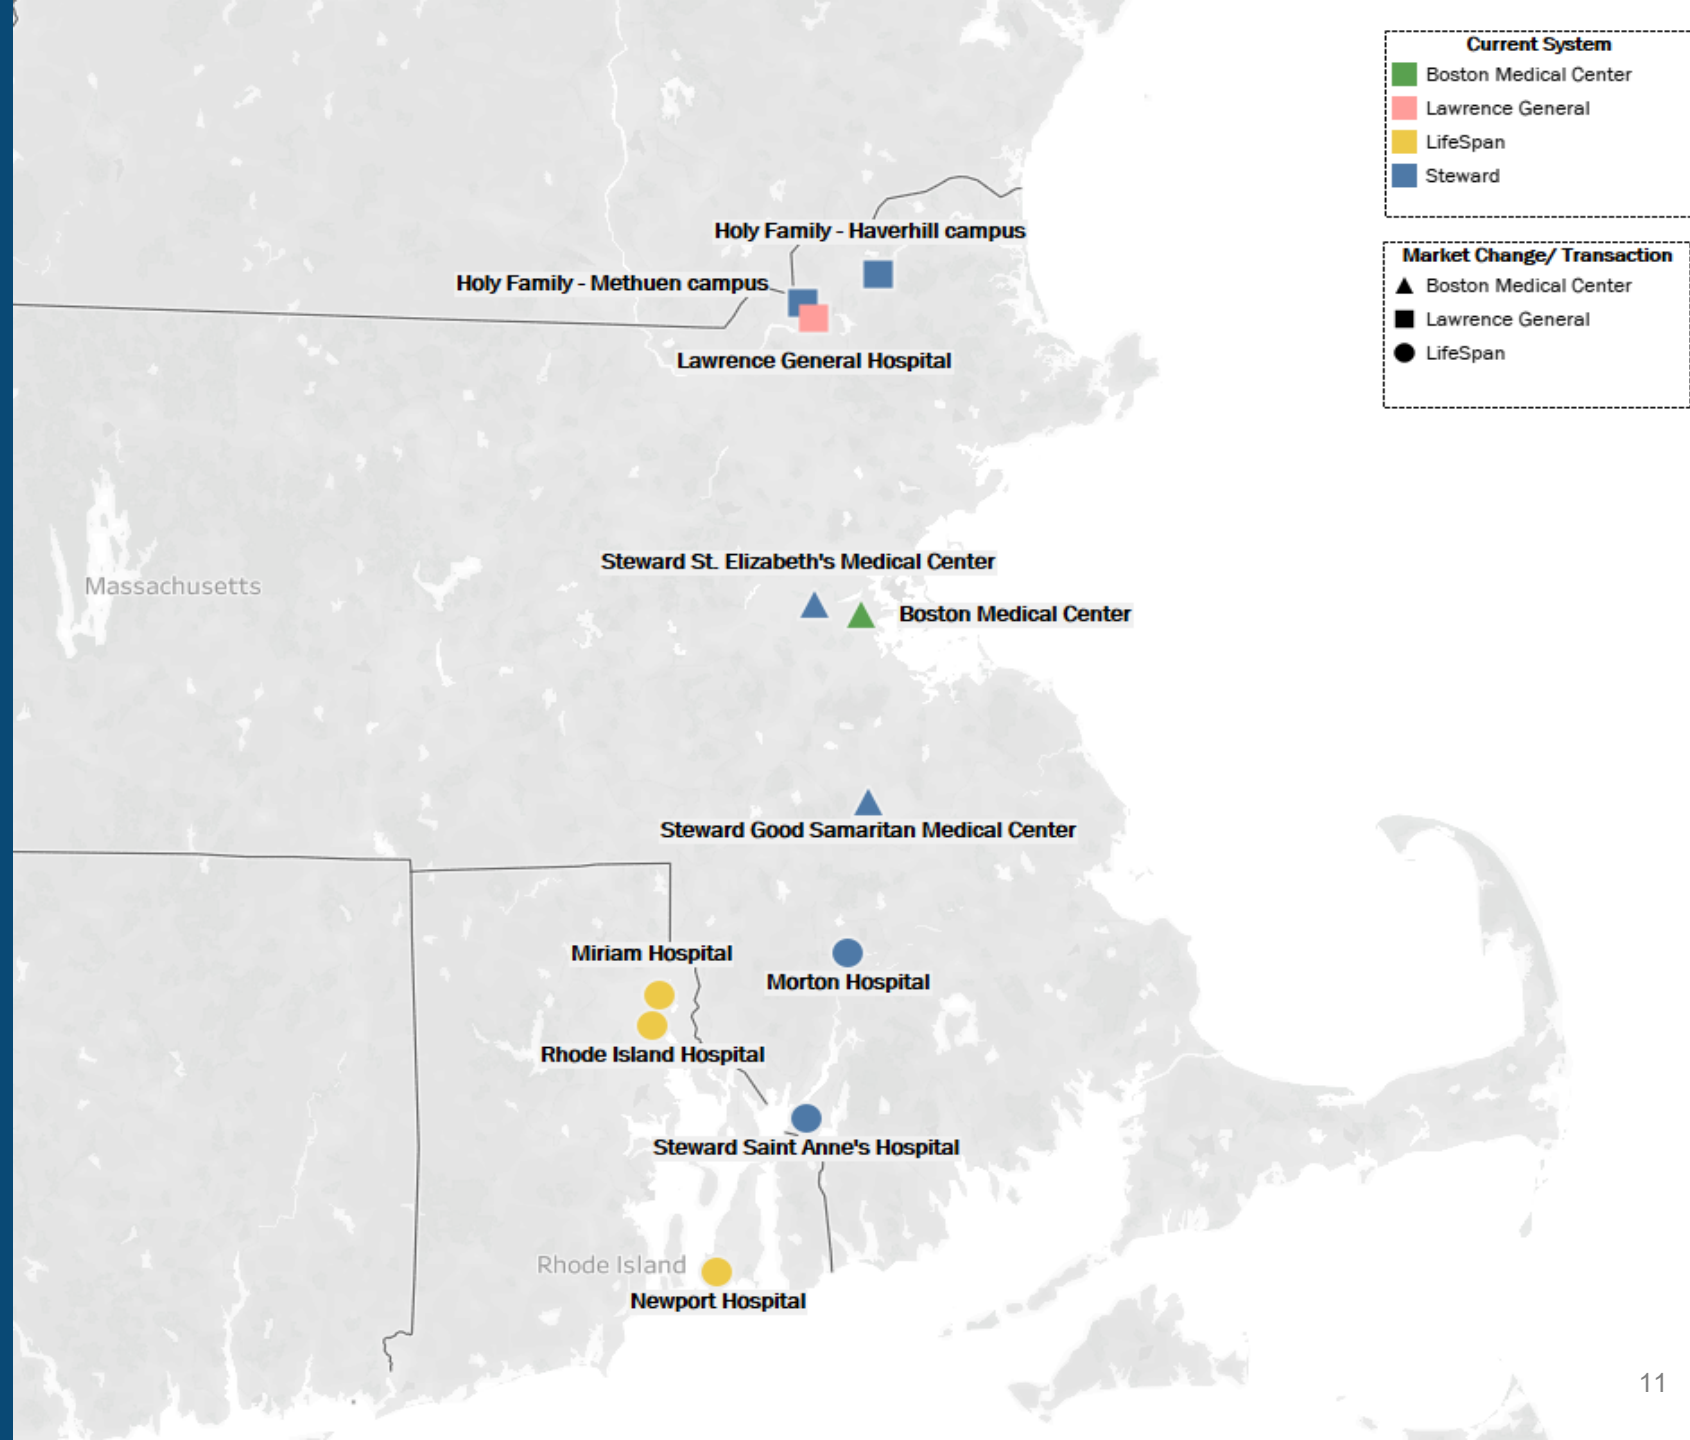 Current System
Boston Medical Center
Lawrence General
LifeSpan
Steward
Market Change/ Transaction
Boston Medical Center
Lawrence General
LifeSpan
Holy Family - Haverhill campus
Holy Family - Methuen campus
Lawrence General Hospital
Steward St. Elizabeth's Medical Center
Massachusetts
Boston Medical Center
Steward Good Samaritan Medical Center
Miriam Hospital
Morton Hospital
Rhode Island Hospital
Steward Saint Anne's Hospital
Rhode Island
Newport Hospital
11